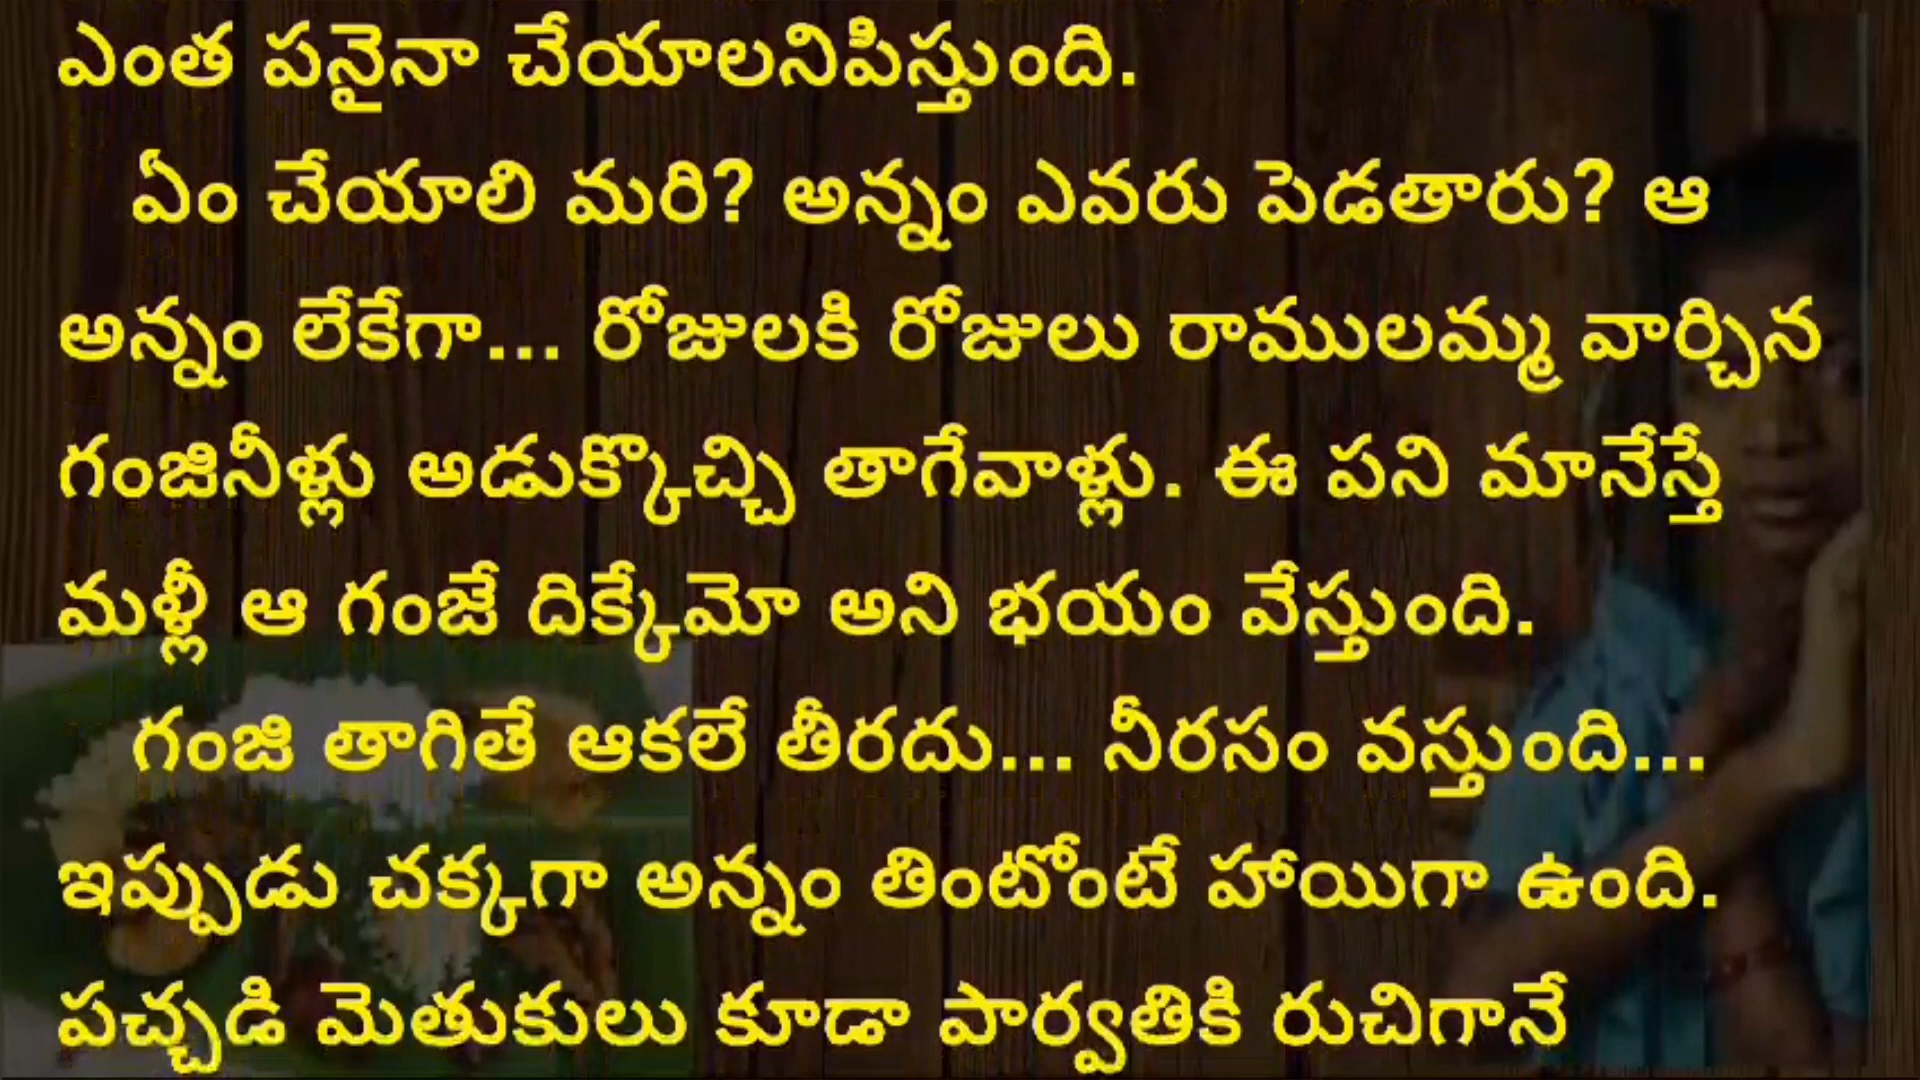 ఎంత పనైనా చేయాలనిపిస్తుంది.
ఏం చేయాలి మరి? అన్నం ఎవరు పెడతారు? ఆ
అన్నం లేకేగా... రోజులకి రోజులు రాములమ్మ వార్చిన
గంజినీళ్లు అడుక్కొచ్చి తాగేవాళ్లు. ఈ పని మానేస్తే
మళ్లీ ఆ గంజే దిక్కేమో అని భయం వేస్తుంది.
గంజి తాగితే ఆకలే తీరదు... నీరసం వస్తుంది...
ఇప్పుడు చక్కగా అన్నం తింటోంటే హాయిగా ఉంది.
పచ్చడి మెతుకులు కూడా పార్వతికి రుచిగానే